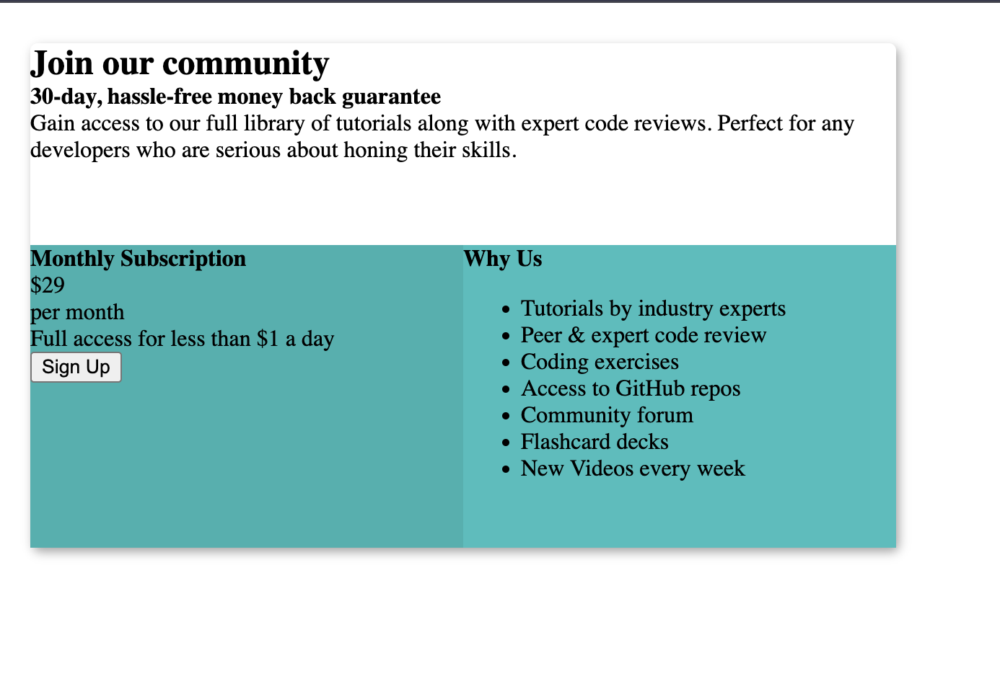 Join our community
30-day, hassle-free money back guarantee
Gain access to our full library of tutorials along with expert code reviews. Perfect for any
developers who are serious about honing their skills.
Monthly Subscription
$29
per month
Full access for less than $1 a day
Sign Up
Why Us
Tutorials by industry experts
Peer & expert code review
Coding exercises
Access to GitHub repos
Community forum
Flashcard decks
New Videos every week